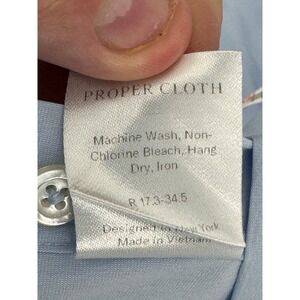 PROPER CLOTH
Machine Wash, Non-
Chlorine Bleach, Hang
Dry, Iron
R 17.3-34.5
Designed in New York
Made in Vietnam